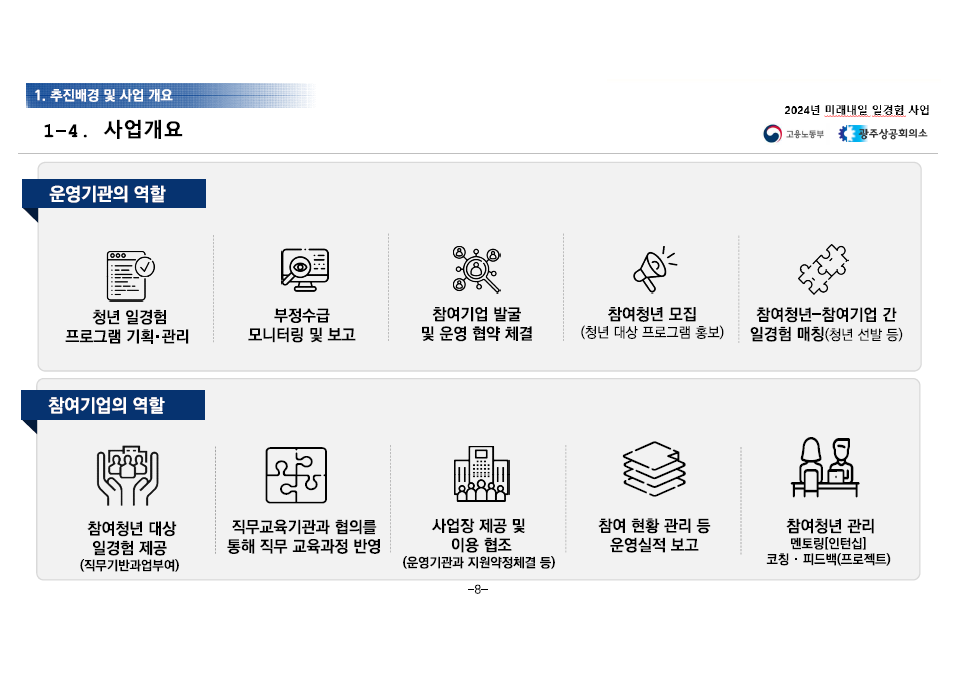 1. 추진배경 및 사업 개요
2024년 미래내일 일경험 사업
1-4. 사업개요
고용노동부 광주상공회의소
운영기관의 역할
청년 일경험
프로그램 기획·관리
부정수급
모니터링 및 보고
참여기업 발굴
및 운영 협약 체결
참여청년 모집
(청년 대상 프로그램 홍보)
참여청년-참여기업 간
일경험 매칭(청년 선발 등)
참여기업의 역할
참여청년 대상
일경험 제공
(직무기반과업부여)
직무교육기관과 협의를
통해 직무 교육과정 반영
사업장 제공 및
이용 협조
(운영기관과 지원약정체결 등)
참여 현황 관리 등
운영실적 보고
참여청년 관리
멘토링[인턴십]
코칭 · 피드백(프로젝트)
-8-